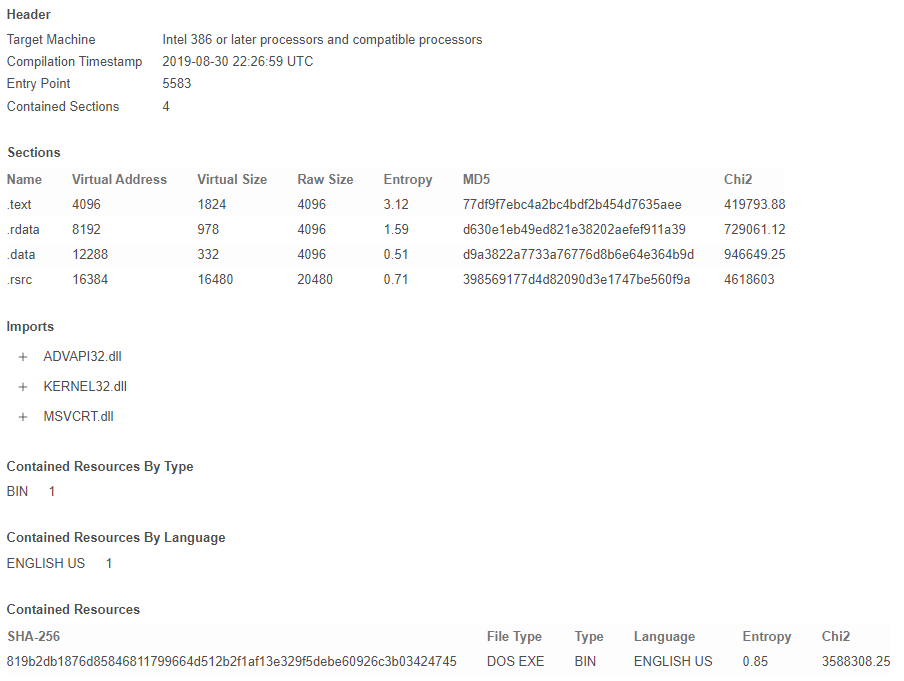 Header
Target Machine Intel 386 or later processors and compatible processors
Compilation Timestamp 2019-08-30 22:26:59 UTC
Entry Point 5583
Contained Sections 4
Sections
Name Virtual Address Virtual Size Raw Size Entropy MD5 Chi2
.text 4096 1824 4096 3.12 77df9f7ebc4a2bc4bdf2b454d7635aee 419793.88
.rdata 8192 978 4096 1.59 d630e1eb49ed821e38202aefef911a39 729061.12
.data 12288 332 4096 0.51 d9a3822a7733a76776d8b6e64e364b9d 946649.25
.rsrc 16384 16480 20480 0.71 398569177d4d82090d3e1747be560f9a 4618603
Imports
+ ADVAPI32.dll
+ KERNEL32.dll
+ MSVCRT.dll
Contained Resources By Type
BIN 1
Contained Resources By Language
ENGLISH US 1
Contained Resources
SHA-256 File Type Type Language Entropy Chi2
819b2db1876d85846811799664d512b2f1af13e329f5debe60926c3b03424745 DOS EXE BIN ENGLISH US 0.85 3588308.25